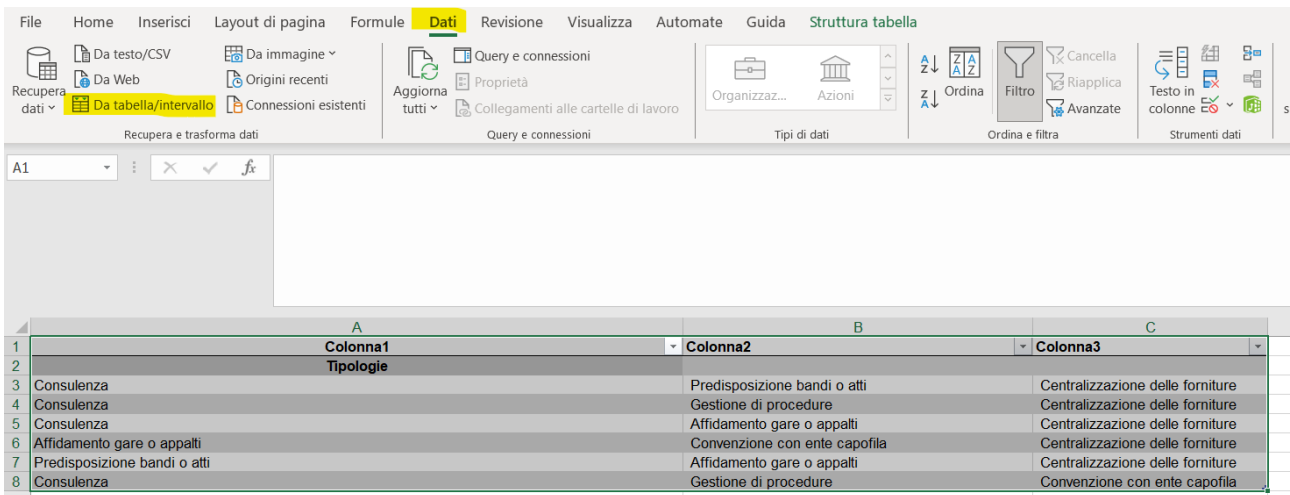 File Home Inserisci Layout di pagina Formule Dati Revisione Visualizza Automate Guida Struttura tabella
Recupera dati
Da testo/CSV
Da Web
Da tabella/intervallo
Da immagine
Origini recenti
Connessioni esistenti
Recupera e trasforma dati
Aggiorna tutti
Query e connessioni
Proprietà
Collegamenti alle cartelle di lavoro
Query e connessioni
Organizzaz... Azioni
Tipi di dati
Ordina
Filtro
Cancella
Riapplica
Avanzate
Ordina e filtra
Testo in colonne
Strumenti dati
s
A1 fx
A B C
1 Colonna1 Colonna2 Colonna3
2 Tipologie
3 Consulenza Predisposizione bandi o atti Centralizzazione delle forniture
4 Consulenza Gestione di procedure Centralizzazione delle forniture
5 Consulenza Affidamento gare o appalti Centralizzazione delle forniture
6 Affidamento gare o appalti Convenzione con ente capofila Centralizzazione delle forniture
7 Predisposizione bandi o atti Affidamento gare o appalti Centralizzazione delle forniture
8 Consulenza Gestione di procedure Convenzione con ente capofila